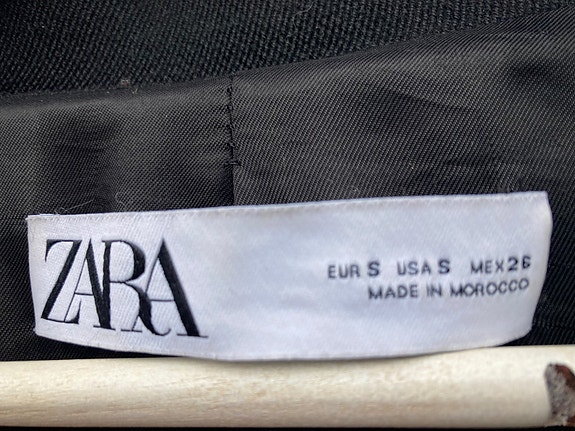 ZARA
EUR S USA S MEX 26
MADE IN MOROCCO